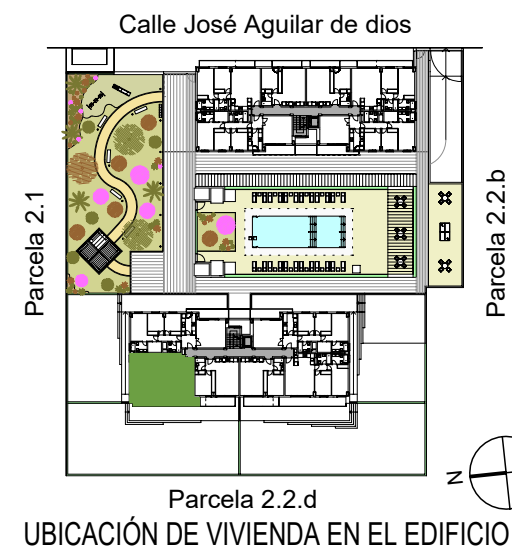 Calle José Aguilar de dios
Parcela 2.1
Parcela 2.2.b
N
Parcela 2.2.d
UBICACIÓN DE VIVIENDA EN EL EDIFICIO